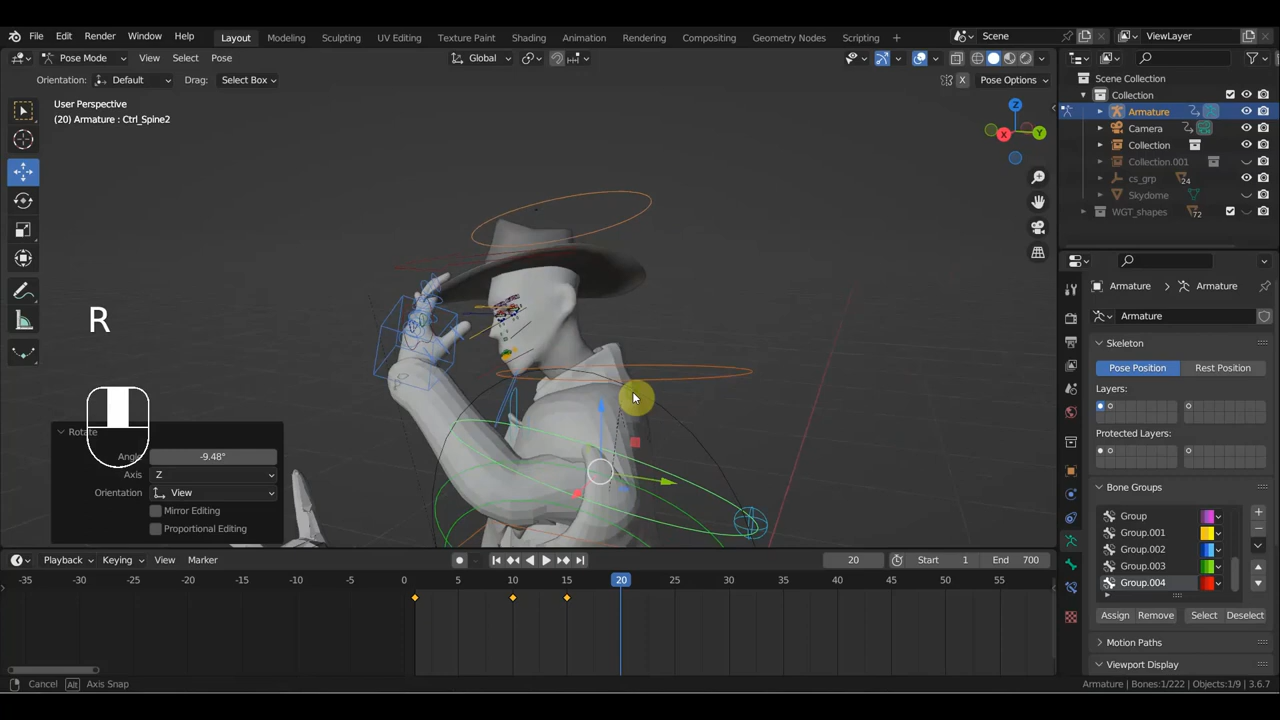 File Edit Render Window Help
Layout Modeling Sculpting UV Editing Texture Paint Shading Animation Rendering Compositing Geometry Nodes Scripting +
Scene
ViewLayer
Pose Mode View Select Pose
Global
Orientation: Default Drag: Select Box
X Pose Options
User Perspective
(20) Armature : Ctrl_Spine2
Z
X
Y
R
Rotate
Angle -9.48°
Axis Z
Orientation View
Mirror Editing
Proportional Editing
Scene Collection
Collection
Armature
Camera
Collection
Collection.001
cs_grp 24
Skydome
WGT_shapes 72
Armature > Armature
Armature
Skeleton
Pose Position Rest Position
Layers:
Protected Layers:
Bone Groups
Group
Group.001
Group.002
Group.003
Group.004
Assign Remove Select Deselect
Motion Paths
Viewport Display
Playback Keying View Marker
20 Start 1 End 700
-35 -30 -25 -20 -15 -10 -5 0 5 10 15 20 25 30 35 40 45 50 55
Cancel Alt Axis Snap
Armature | Bones:1/222 | Objects:1/9 | 3.6.7